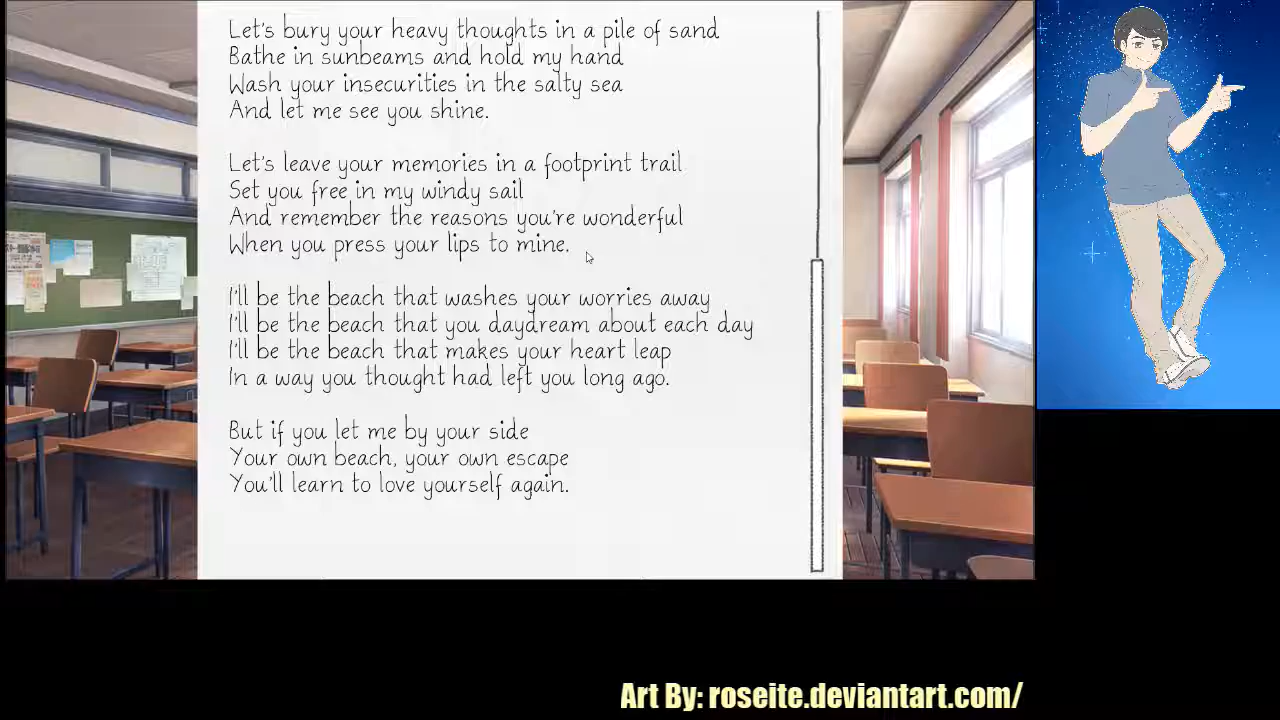 Let's bury your heavy thoughts in a pile of sand
Bathe in sunbeams and hold my hand
Wash your insecurities in the salty sea
And let me see you shine.
Let's leave your memories in a footprint trail
Set you free in my windy sail
And remember the reasons you're wonderful
When you press your lips to mine.
I'll be the beach that washes your worries away
I'll be the beach that you daydream about each day
I'll be the beach that makes your heart leap
In a way you thought had left you long ago.
But if you let me by your side
Your own beach, your own escape
You'll learn to love yourself again.
Art By: roseite.deviantart.com/